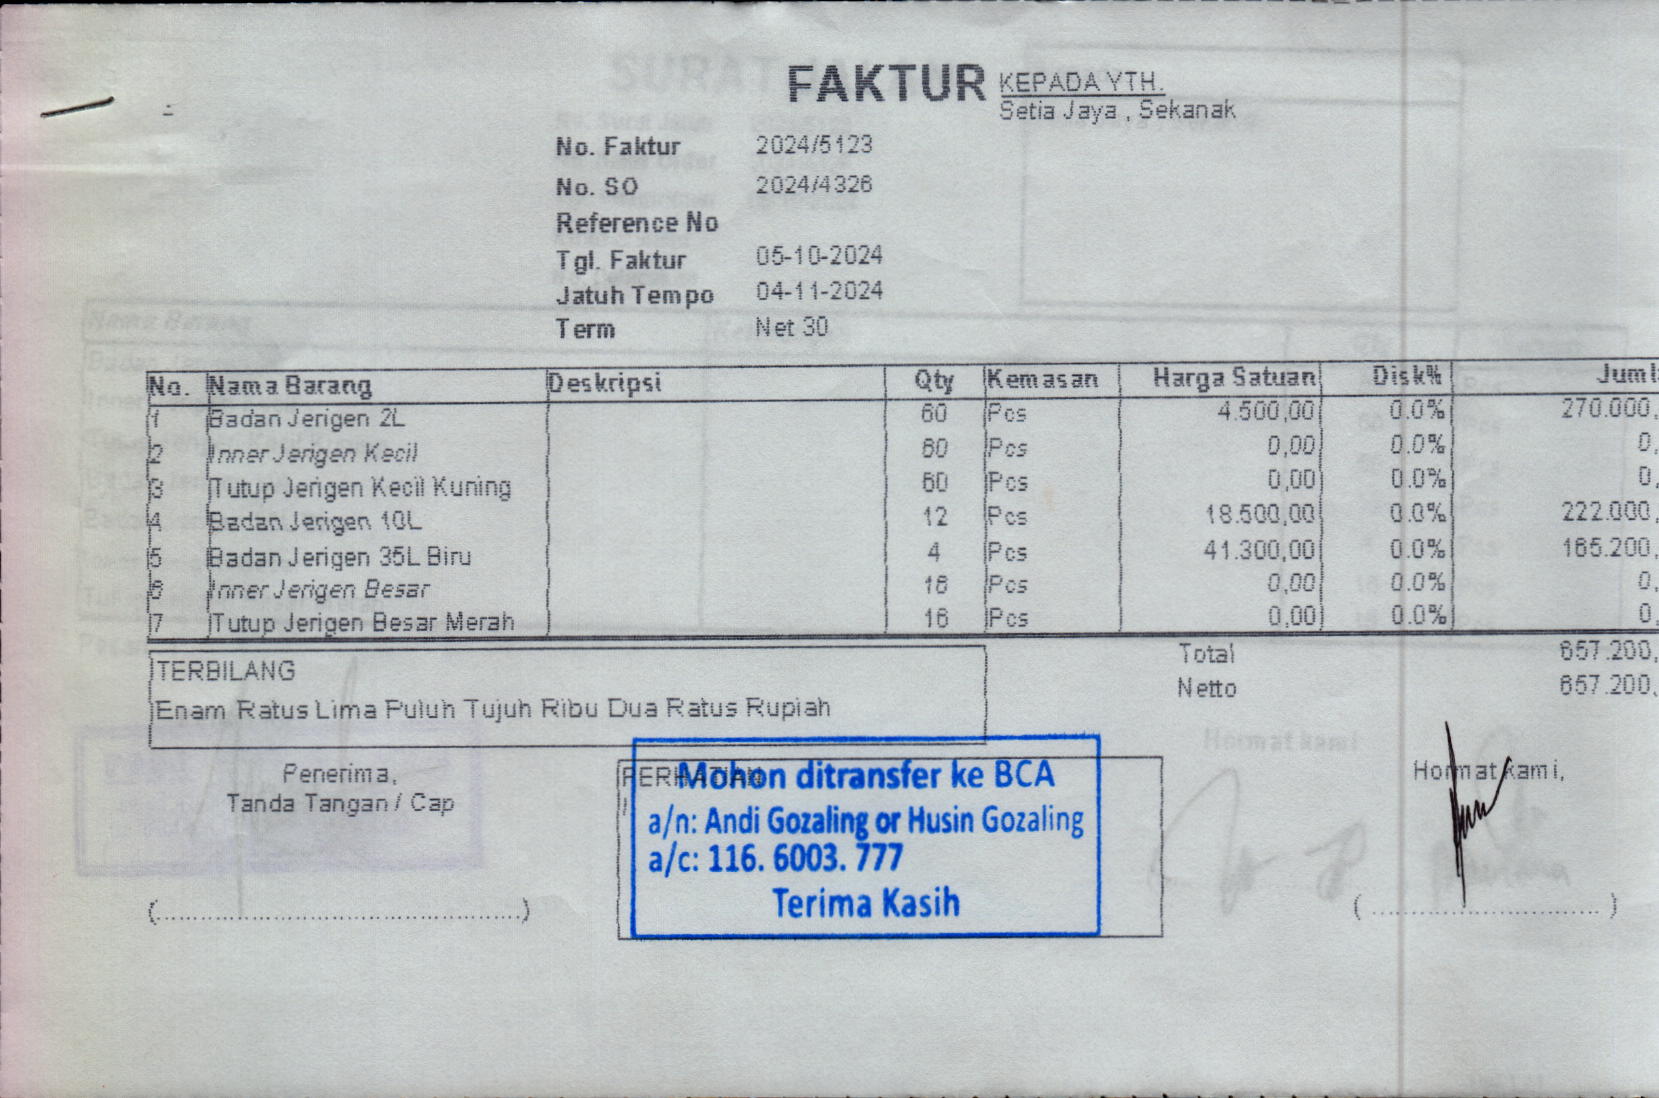 FAKTUR
KEPADA YTH.
Setia Jaya , Sekanak
No. Faktur 2024/5123
No. SO 2024/4326
Reference No
Tgl. Faktur 05-10-2024
Jatuh Tempo 04-11-2024
Term Net 30
No. Nama Barang Deskripsi Qty Kemasan Harga Satuan Disk% Jumla
1 Badan Jerigen 2L 60 Pcs 4.500,00 0.0% 270.000,
2 Inner Jerigen Kecil 60 Pcs 0,00 0.0% 0,
3 Tutup Jerigen Kecil Kuning 60 Pcs 0,00 0.0% 0,
4 Badan Jerigen 10L 12 Pcs 18.500,00 0.0% 222.000,
5 Badan Jerigen 35L Biru 4 Pcs 41.300,00 0.0% 165.200,
6 Inner Jerigen Besar 16 Pcs 0,00 0.0% 0,
7 Tutup Jerigen Besar Merah 16 Pcs 0,00 0.0% 0,
Total 657.200,
Netto 657.200,
TERBILANG
Enam Ratus Lima Puluh Tujuh Ribu Dua Ratus Rupiah
Penerima,
Tanda Tangan / Cap
PERHATIAN
Mohon ditransfer ke BCA
a/n: Andi Gozaling or Husin Gozaling
a/c: 116. 6003. 777
Terima Kasih
Hormat kami,